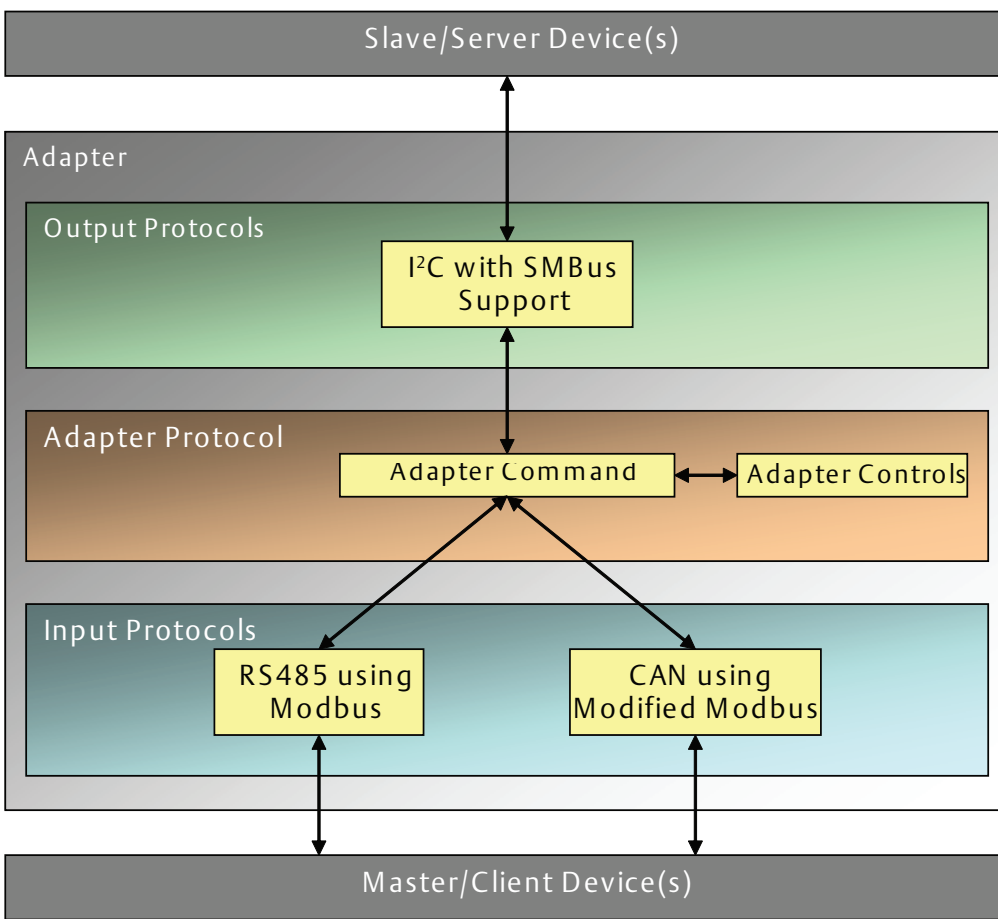 Slave/Server Device(s)
Adapter
Output Protocols
I²C with SMBus
Support
Adapter Protocol
Adapter Command
Adapter Controls
Input Protocols
RS485 using
Modbus
CAN using
Modified Modbus
Master/Client Device(s)